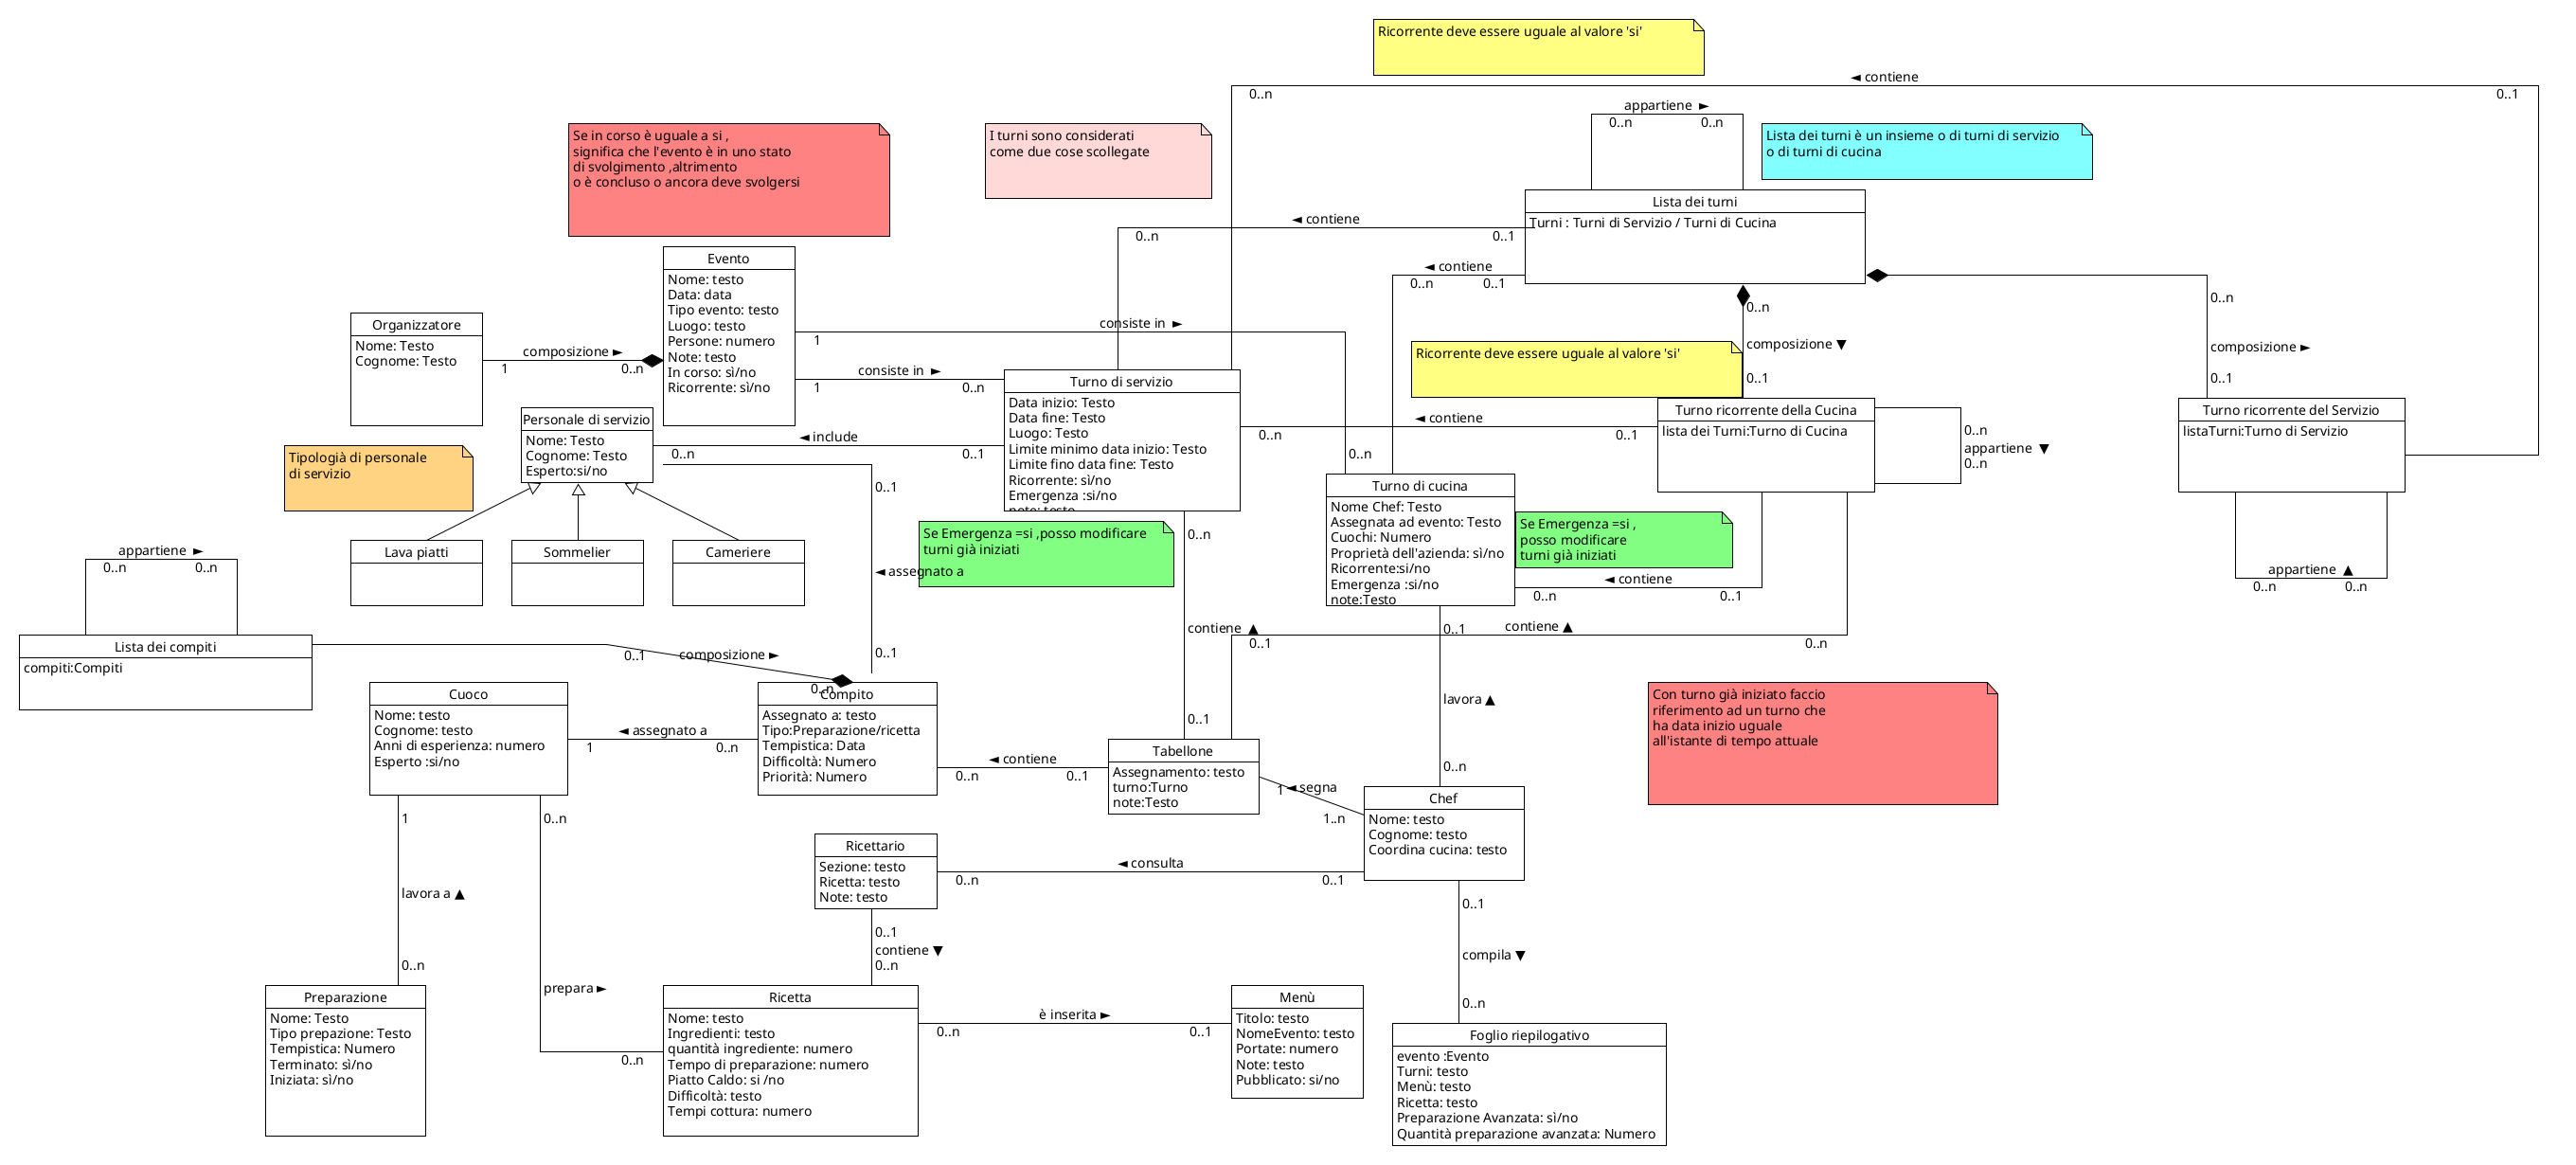 Ricorrente deve essere uguale al valore 'si'
◄ contiene
0..n
0..1
appartiene ►
0..n
0..n
Se in corso è uguale a si ,
significa che l'evento è in uno stato
di svolgimento ,altrimento
o è concluso o ancora deve svolgersi
I turni sono considerati
come due cose scollegate
Lista dei turni è un insieme o di turni di servizio
o di turni di cucina
Lista dei turni
Turni : Turni di Servizio / Turni di Cucina
◄ contiene
0..n
0..1
◄ contiene
0..n
0..1
Evento
Nome: testo
Data: data
Tipo evento: testo
Luogo: testo
Persone: numero
Note: testo
In corso: sì/no
Ricorrente: sì/no
Organizzatore
Nome: Testo
Cognome: Testo
composizione ►
1
0..n
consiste in ►
1
0..n
consiste in ►
1
0..n
0..n
composizione ▼
0..1
0..n
composizione ►
0..1
Ricorrente deve essere uguale al valore 'si'
Turno di servizio
Data inizio: Testo
Data fine: Testo
Luogo: Testo
Limite minimo data inizio: Testo
Limite fino data fine: Testo
Ricorrente: sì/no
Emergenza :si/no
note: testo
Turno ricorrente della Cucina
lista dei Turni:Turno di Cucina
Turno ricorrente del Servizio
listaTurni:Turno di Servizio
◄ contiene
0..n
0..1
0..n
appartiene ▼
0..n
Personale di servizio
Nome: Testo
Cognome: Testo
Esperto:si/no
◄ include
0..n
0..1
Tipologià di personale
di servizio
Turno di cucina
Nome Chef: Testo
Assegnata ad evento: Testo
Cuochi: Numero
Proprietà dell'azienda: sì/no
Ricorrente:si/no
Emergenza :si/no
note:Testo
Se Emergenza =si ,
posso modificare
turni già iniziati
Se Emergenza =si ,posso modificare
turni già iniziati
0..1
◄ assegnato a
0..1
Lava piatti
Sommelier
Cameriere
◄ contiene
0..n
0..1
appartiene ▲
0..n
0..n
appartiene ►
0..n
0..n
Lista dei compiti
compiti:Compiti
0..1
composizione ►
0..n
0..n
contiene ▲
0..1
contiene ▲
0..1
0..n
0..1
lavora ▲
0..n
Cuoco
Nome: testo
Cognome: testo
Anni di esperienza: numero
Esperto :si/no
◄ assegnato a
1
0..n
Compito
Assegnato a: testo
Tipo:Preparazione/ricetta
Tempistica: Data
Difficoltà: Numero
Priorità: Numero
◄ contiene
0..n
0..1
Tabellone
Assegnamento: testo
turno:Turno
note:Testo
1
◄ segna
1..n
Con turno già iniziato faccio
riferimento ad un turno che
ha data inizio uguale
all'istante di tempo attuale
Chef
Nome: testo
Cognome: testo
Coordina cucina: testo
Ricettario
Sezione: testo
Ricetta: testo
Note: testo
◄ consulta
0..n
0..1
1
lavora a ▲
0..n
0..n
prepara ►
0..n
0..1
contiene ▼
0..n
0..1
compila ▼
0..n
Preparazione
Nome: Testo
Tipo prepazione: Testo
Tempistica: Numero
Terminato: sì/no
Iniziata: sì/no
Ricetta
Nome: testo
Ingredienti: testo
quantità ingrediente: numero
Tempo di preparazione: numero
Piatto Caldo: si /no
Difficoltà: testo
Tempi cottura: numero
è inserita ►
0..n
0..1
Menù
Titolo: testo
NomeEvento: testo
Portate: numero
Note: testo
Pubblicato: si/no
Foglio riepilogativo
evento :Evento
Turni: testo
Menù: testo
Ricetta: testo
Preparazione Avanzata: sì/no
Quantità preparazione avanzata: Numero